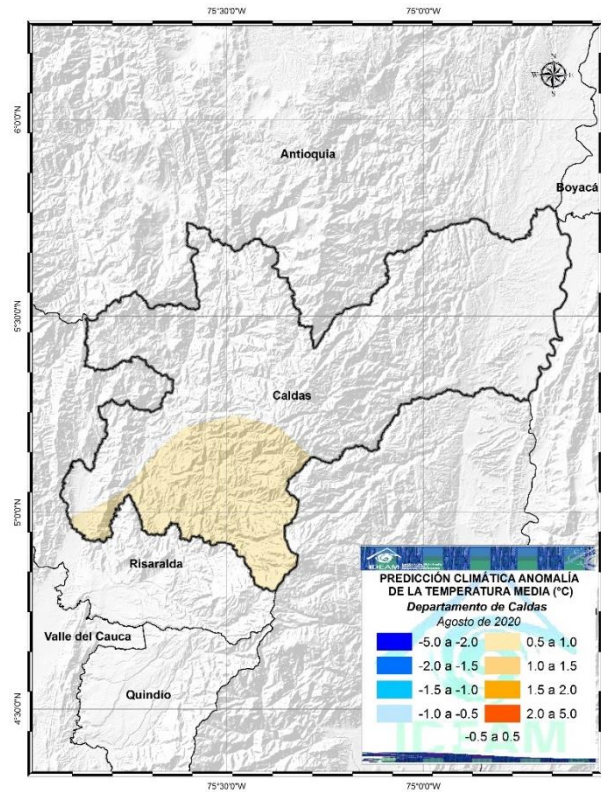 75°30'0"W 75°0'0"W
6°0'0"N
5°30'0"N
5°0'0"N
4°30'0"N
N
W E
S
Antioquia
Boyacá
Caldas
Risaralda
Valle del Cauca
Quindío
IDEAM
PREDICCIÓN CLIMÁTICA ANOMALÍA
DE LA TEMPERATURA MEDIA (°C)
Departamento de Caldas
Agosto de 2020
-5.0 a -2.0 0.5 a 1.0
-2.0 a -1.5 1.0 a 1.5
-1.5 a -1.0 1.5 a 2.0
-1.0 a -0.5 2.0 a 5.0
-0.5 a 0.5
IDEAM
75°30'0"W 75°0'0"W